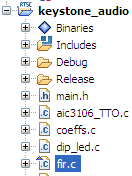 RTSC
keystone_audio
Binaries
Includes
Debug
Release
main.h
aic3106_TTO.c
coeffs.c
dip_led.c
fir.c